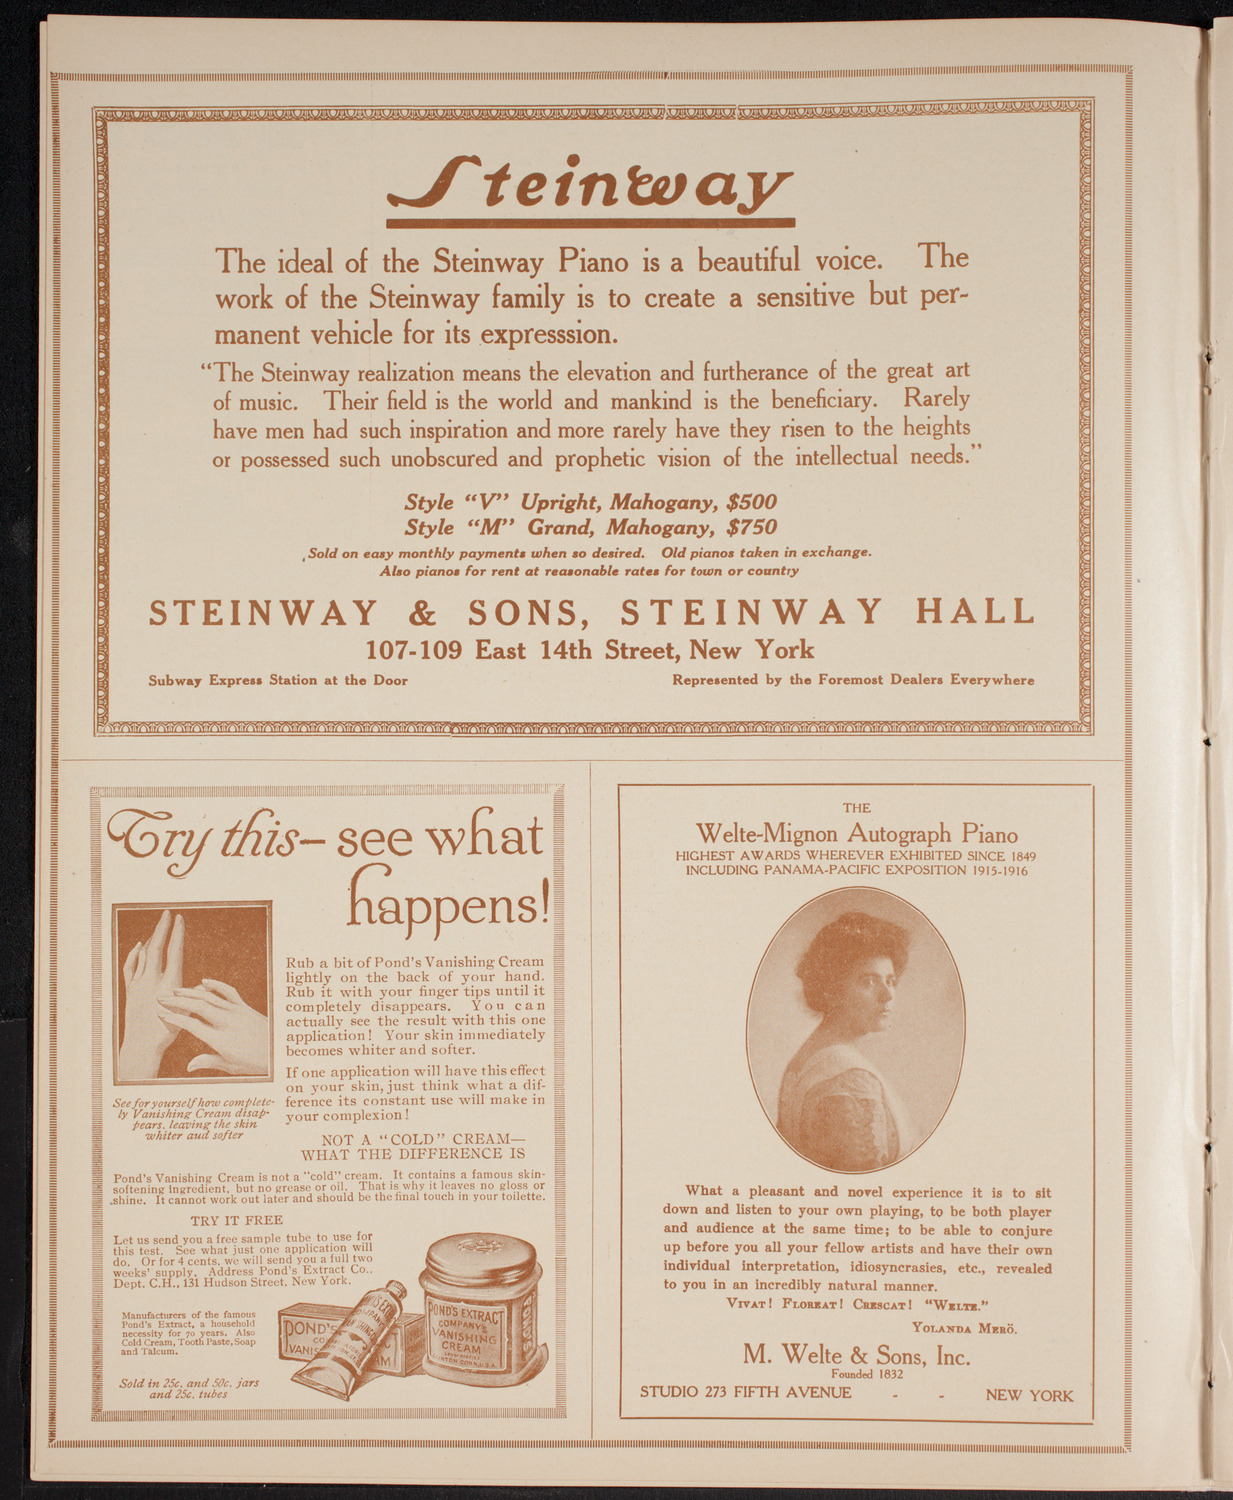 Steinway
The ideal of the Steinway Piano is a beautiful voice. The
work of the Steinway family is to create a sensitive but per-
manent vehicle for its expresssion.
"The Steinway realization means the elevation and furtherance of the great art
of music. Their field is the world and mankind is the beneficiary. Rarely
have men had such inspiration and more rarely have they risen to the heights
or possessed such unobscured and prophetic vision of the intellectual needs."
Style "V" Upright, Mahogany, $500
Style "M" Grand, Mahogany, $750
Sold on easy monthly payments when so desired. Old pianos taken in exchange.
Also pianos for rent at reasonable rates for town or country
STEINWAY & SONS, STEINWAY HALL
107-109 East 14th Street, New York
Subway Express Station at the Door
Represented by the Foremost Dealers Everywhere
Try this—see what
happens!
Rub a bit of Pond's Vanishing Cream
lightly on the back of your hand.
Rub it with your finger tips until it
completely disappears. You can
actually see the result with this one
application! Your skin immediately
becomes whiter and softer.
If one application will have this effect
on your skin, just think what a dif-
ference its constant use will make in
your complexion!
See for yourself how complete-
ly Vanishing Cream disap-
pears, leaving the skin
whiter and softer
NOT A "COLD" CREAM—
WHAT THE DIFFERENCE IS
Pond's Vanishing Cream is not a "cold" cream. It contains a famous skin-
softening ingredient, but no grease or oil. That is why it leaves no gloss or
shine. It cannot work out later and should be the final touch in your toilette.
TRY IT FREE
Let us send you a free sample tube to use for
this test. See what just one application will
do. Or for 4 cents, we will send you a full two
weeks' supply. Address Pond's Extract Co.,
Dept. C.H., 131 Hudson Street, New York.
Manufacturers of the famous
Pond's Extract, a household
necessity for 70 years. Also
Cold Cream, Tooth Paste, Soap
and Talcum.
Sold in 25c. and 50c. jars
and 25c. tubes
POND'S
VANIS
AM
POND'S EXTRACT
COMPANY'S
VANISHING
CREAM
THE
Welte-Mignon Autograph Piano
HIGHEST AWARDS WHEREVER EXHIBITED SINCE 1849
INCLUDING PANAMA-PACIFIC EXPOSITION 1915-1916
What a pleasant and novel experience it is to sit
down and listen to your own playing, to be both player
and audience at the same time; to be able to conjure
up before you all your fellow artists and have their own
individual interpretation, idiosyncrasies, etc., revealed
to you in an incredibly natural manner.
VIVAT! FLOREAT! CRESCAT! "WELTE."
YOLANDA MERÖ.
M. Welte & Sons, Inc.
Founded 1832
STUDIO 273 FIFTH AVENUE - - NEW YORK